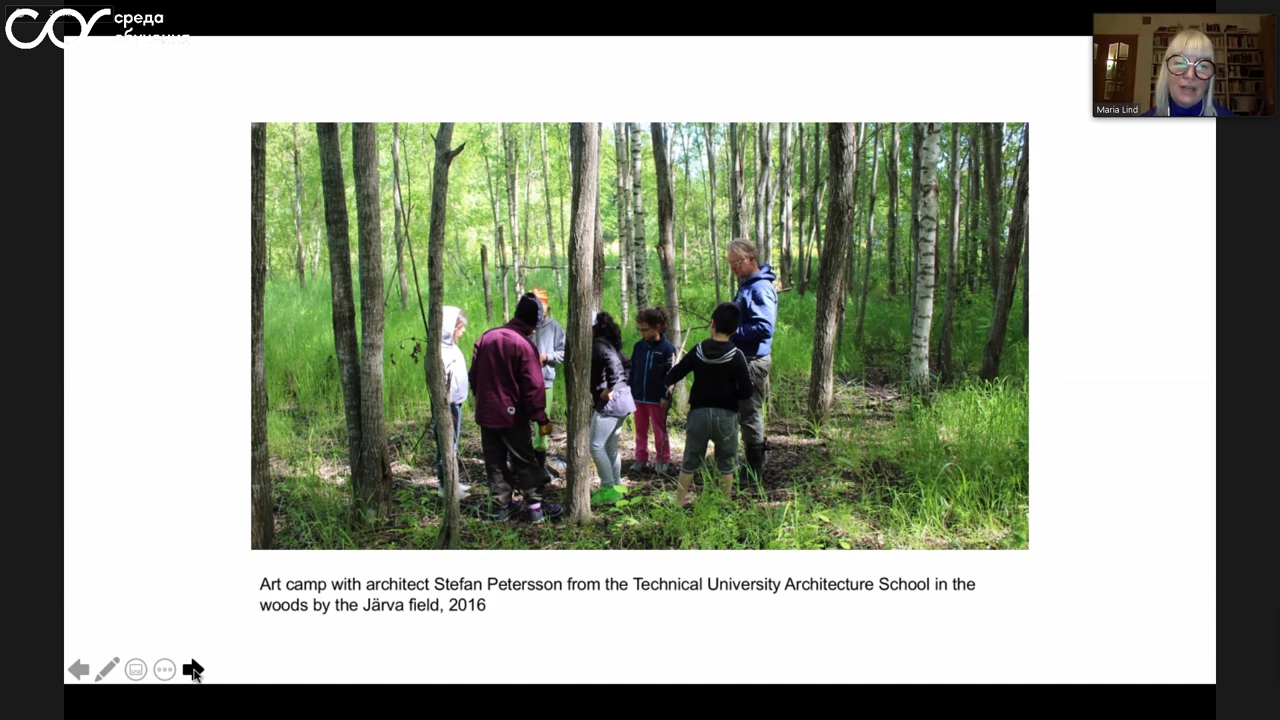 среда
обучения
Maria Lind
Art camp with architect Stefan Petersson from the Technical University Architecture School in the
woods by the Järva field, 2016